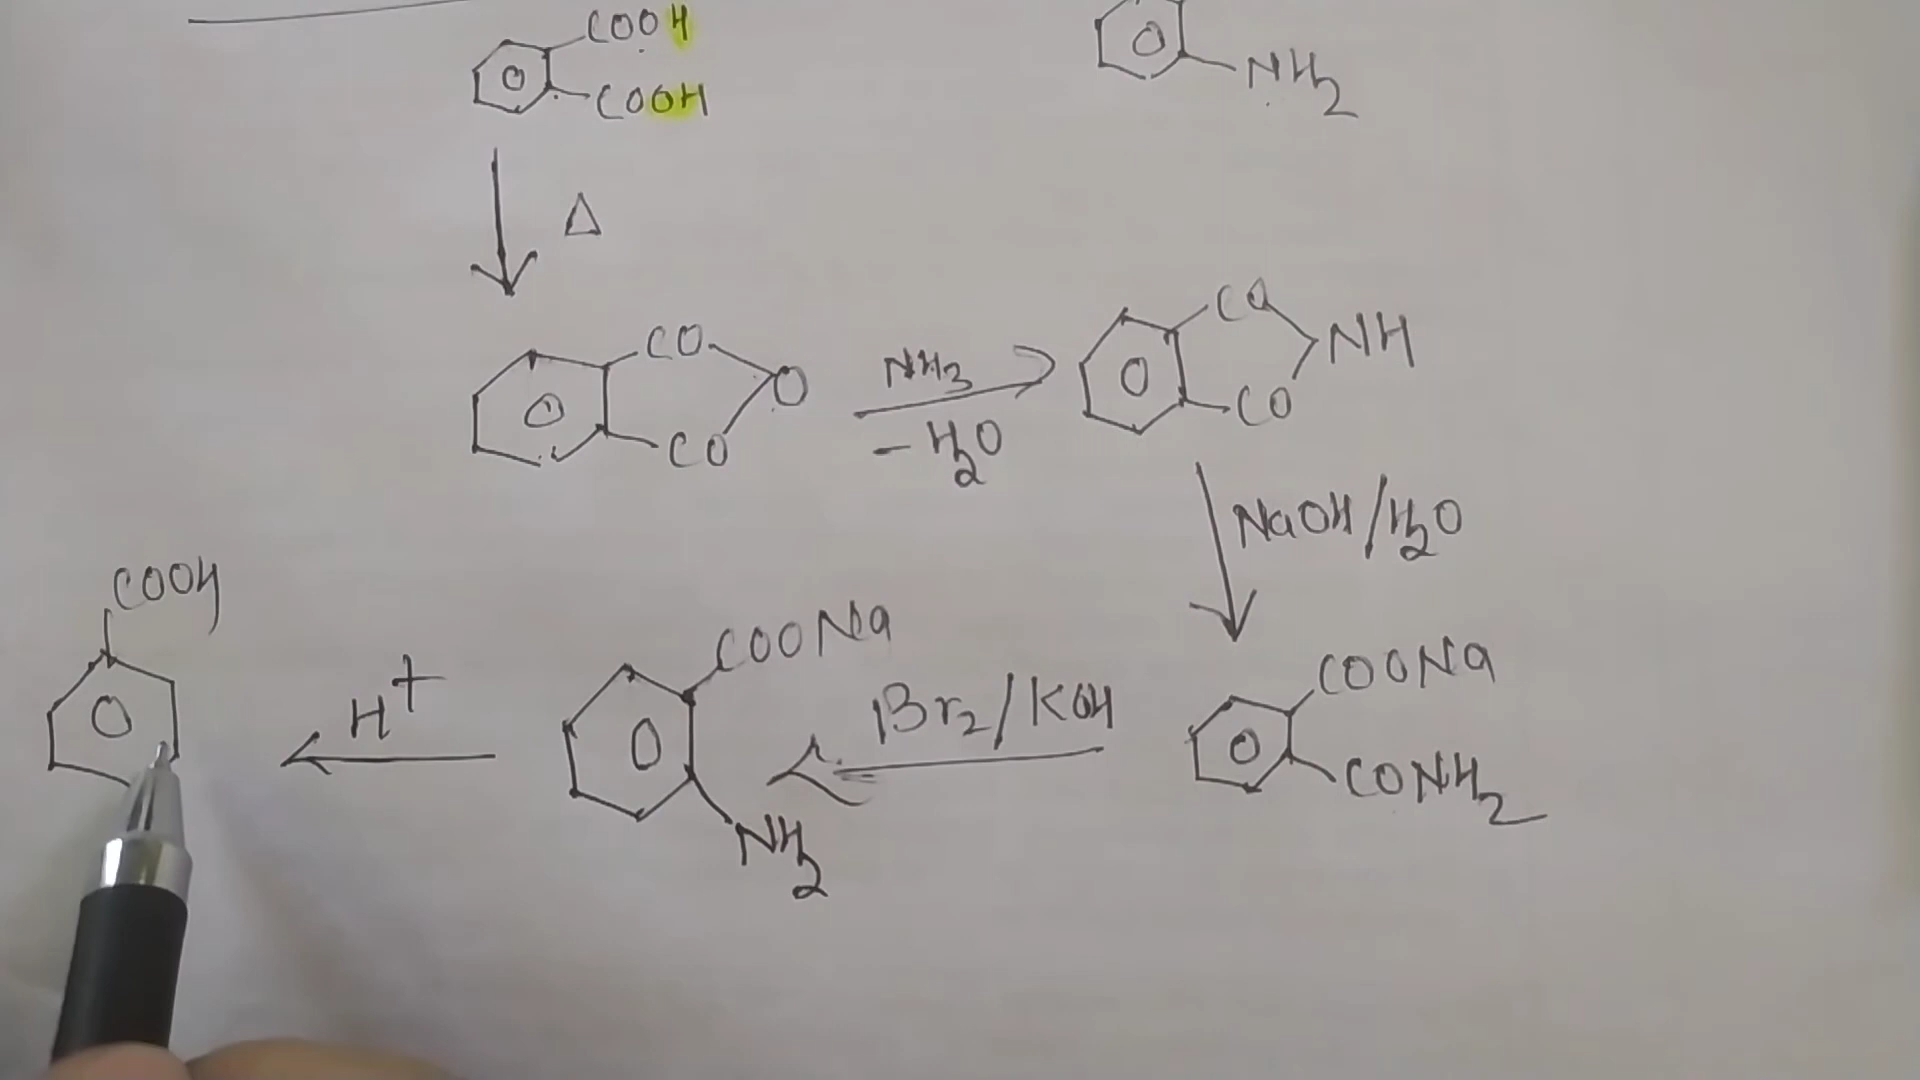 COOH
COOH
NH2
Δ
CO
O
CO
NH3
- H2O
CO
NH
CO
NaOH/H2O
COOH
H+
COONa
NH2
Br2/KOH
COONa
CONH2